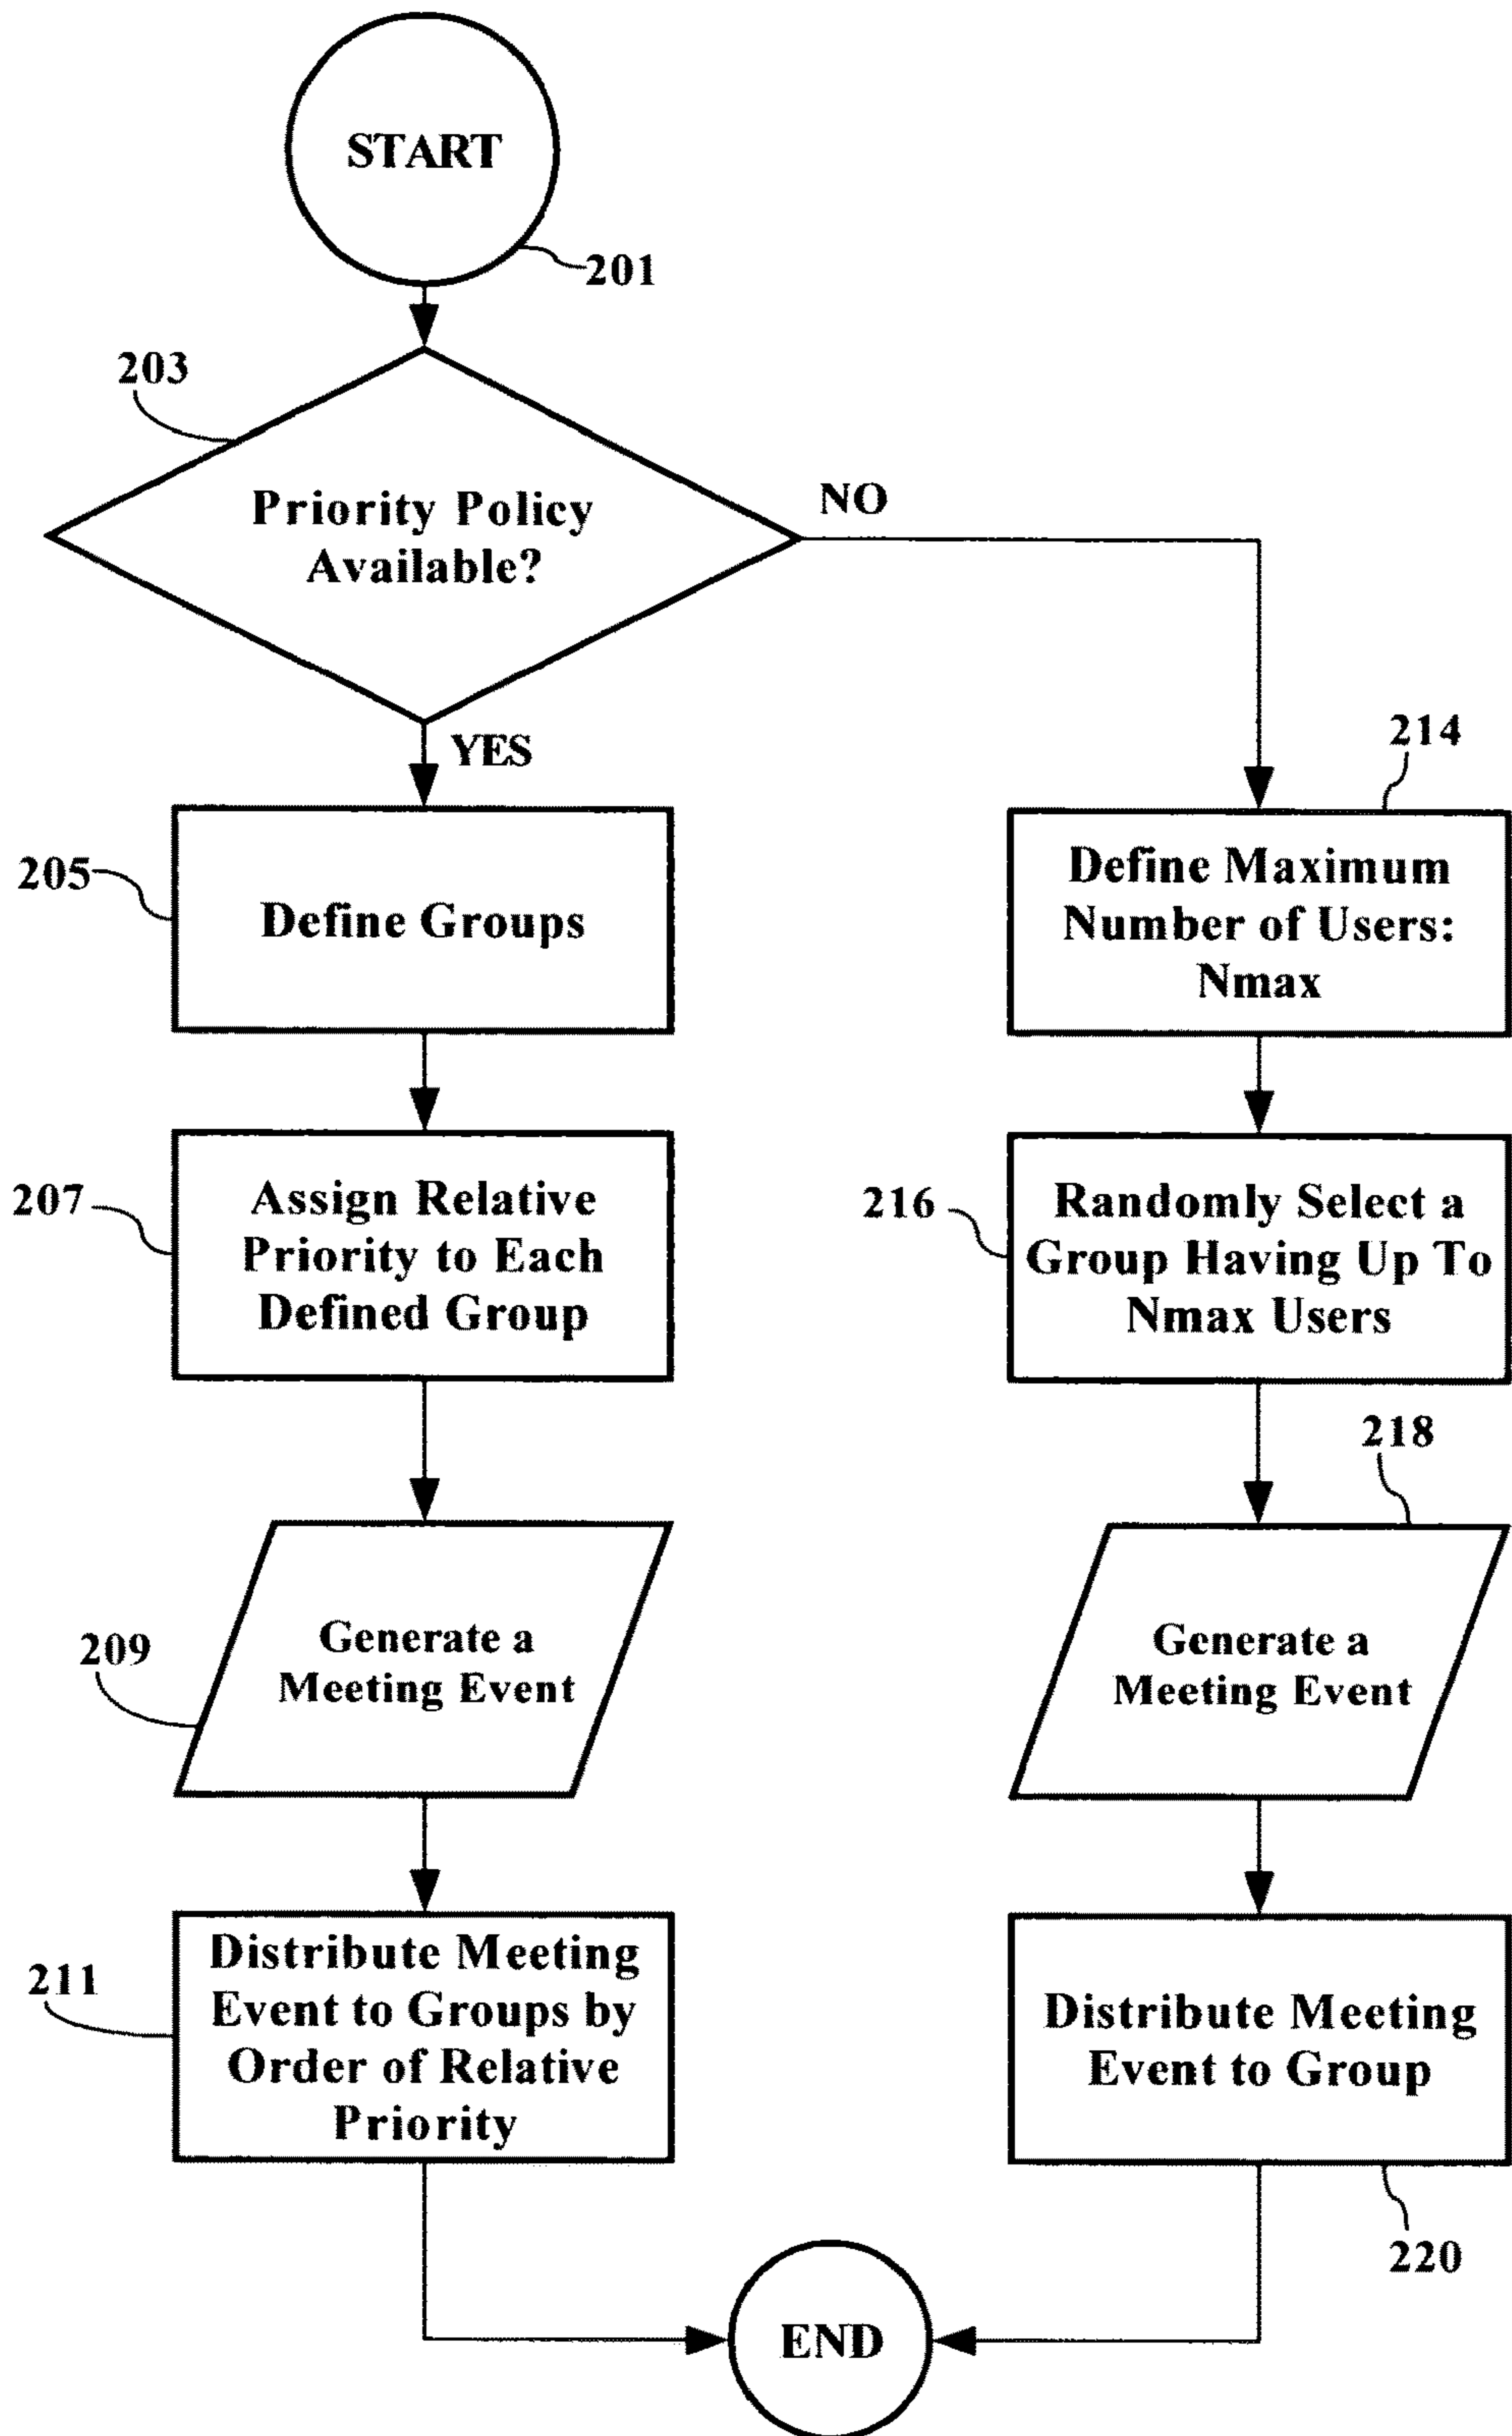 START
201
203
Priority Policy
Available?
NO
YES
205
Define Groups
214
Define Maximum
Number of Users:
Nmax
207
Assign Relative
Priority to Each
Defined Group
216
Randomly Select a
Group Having Up To
Nmax Users
209
Generate a
Meeting Event
218
Generate a
Meeting Event
211
Distribute Meeting
Event to Groups by
Order of Relative
Priority
Distribute Meeting
Event to Group
220
END